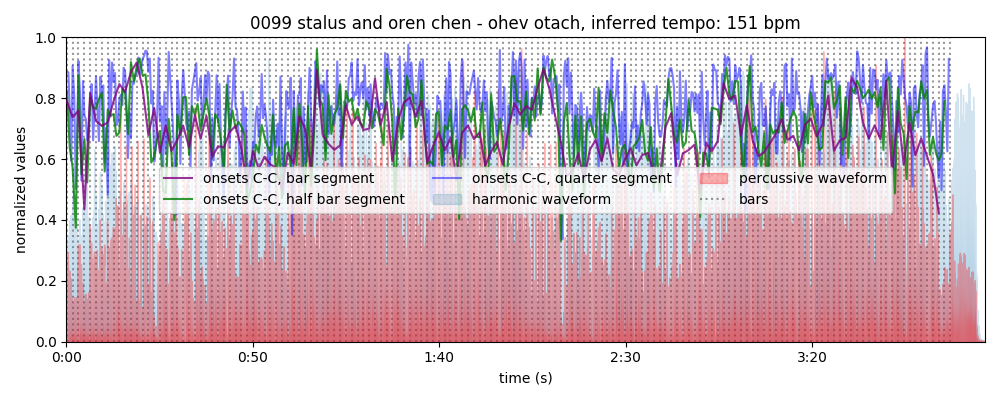 0099 stalus and oren chen - ohev otach, inferred tempo: 151 bpm
normalized values
1.0
0.8
0.6
0.4
0.2
0.0
onsets C-C, bar segment
onsets C-C, half bar segment
onsets C-C, quarter segment
harmonic waveform
percussive waveform
bars
0:00 0:50 1:40 2:30 3:20
time (s)